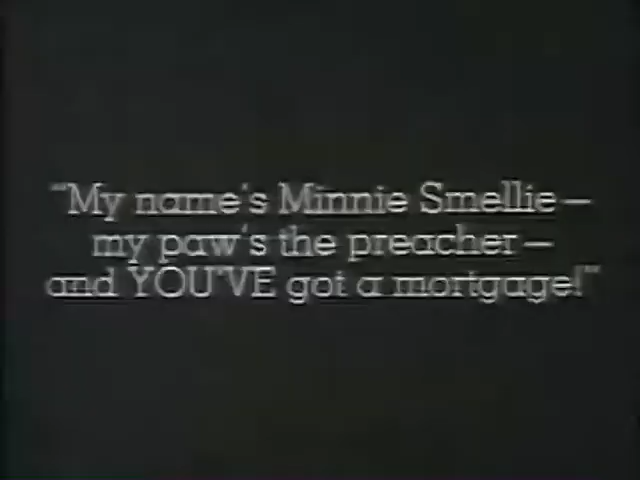 "My name's Minnie Smellie—
my paw's the preacher—
and YOU'VE got a mortgage!"